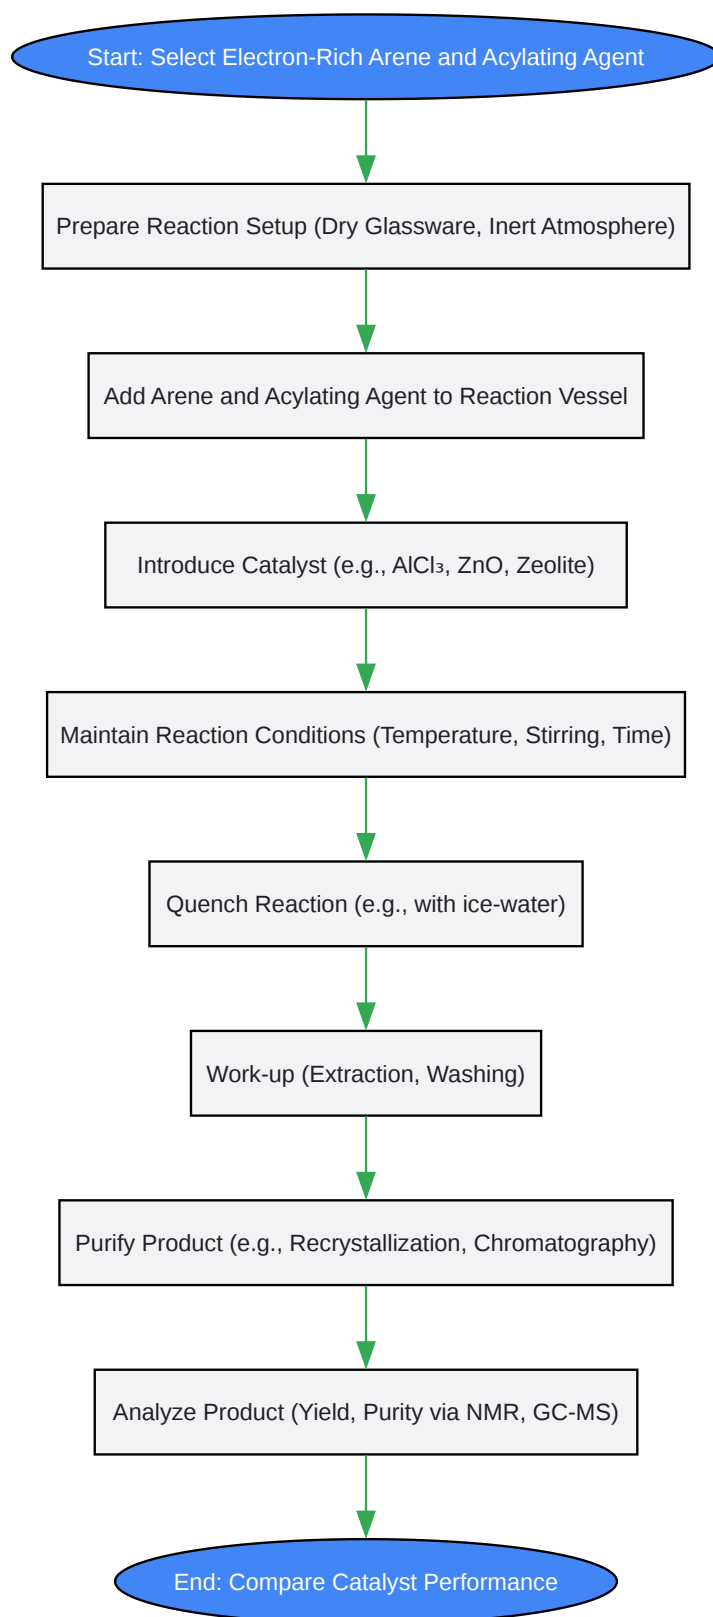 Start: Select Electron-Rich Arene and Acylating Agent
Prepare Reaction Setup (Dry Glassware, Inert Atmosphere)
Add Arene and Acylating Agent to Reaction Vessel
Introduce Catalyst (e.g., AlCl₃, ZnO, Zeolite)
Maintain Reaction Conditions (Temperature, Stirring, Time)
Quench Reaction (e.g., with ice-water)
Work-up (Extraction, Washing)
Purify Product (e.g., Recrystallization, Chromatography)
Analyze Product (Yield, Purity via NMR, GC-MS)
End: Compare Catalyst Performance